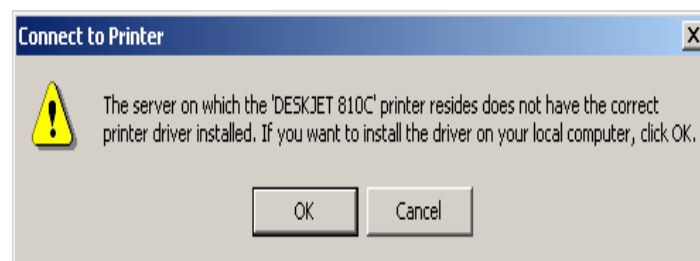 Connect to Printer
The server on which the 'DESKJET 810C' printer resides does not have the correct
printer driver installed. If you want to install the driver on your local computer, click OK.
OK
Cancel